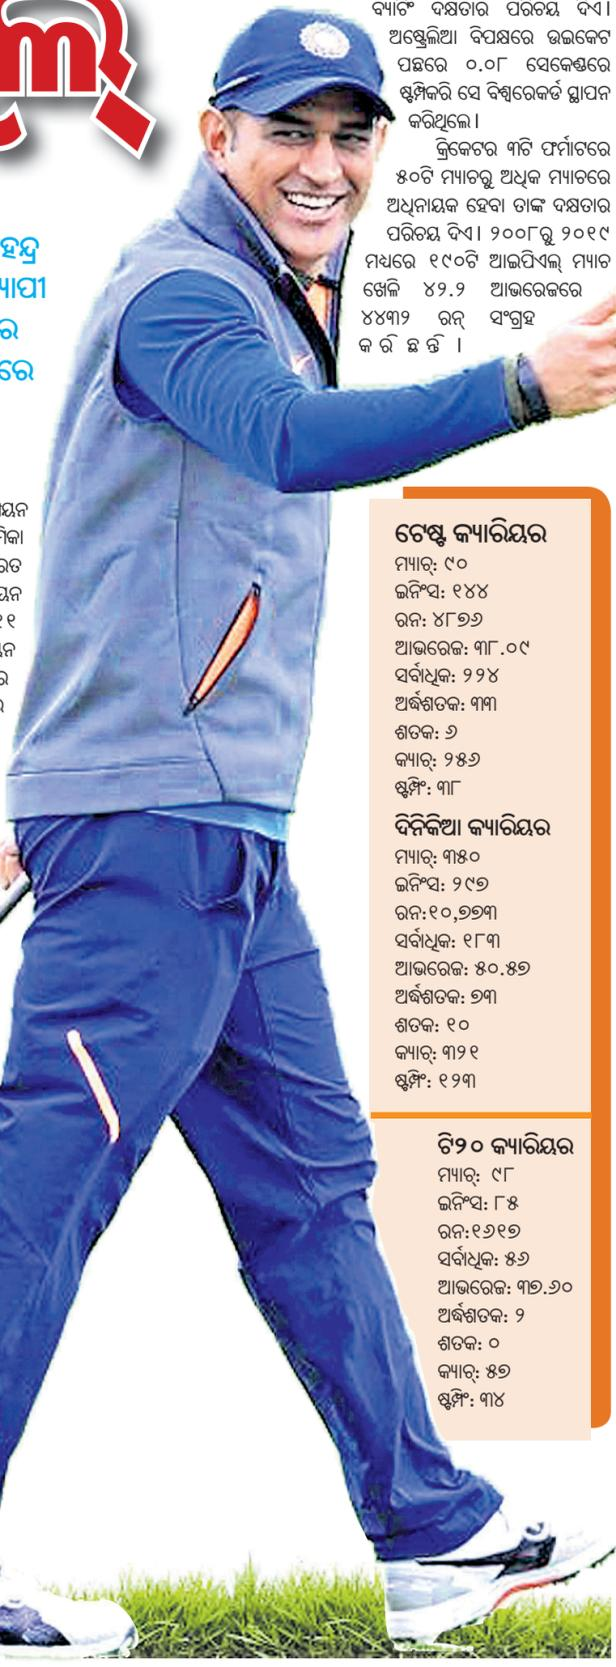 ବ୍ୟାଟିଂ ଦକ୍ଷତାର ପରିଚୟ ଦିଏ।
ଅଷ୍ଟ୍ରେଲିଆ ବିପକ୍ଷରେ ଉଇକେଟ
ପଛରେ ୦.୦୮ ସେକେଣ୍ଡରେ
ଷ୍ଟମ୍ପିକରି ସେ ବିଶ୍ୱରେକର୍ଡ ସ୍ଥାପନ
କରିଥିଲେ।
କ୍ରିକେଟର ୩ଟି ଫର୍ମାଟରେ
୫୦ଟି ମ୍ୟାଚରୁ ଅଧିକ ମ୍ୟାଚରେ
ଅଧିନାୟକ ହେବା ତାଙ୍କ ଦକ୍ଷତାର
ପରିଚୟ ଦିଏ। ୨୦୦୮ରୁ ୨୦୧୯
ମଧ୍ୟରେ ୧୯୦ଟି ଆଇପିଏଲ୍ ମ୍ୟାଚ
ଖେଳି ୪୨.୨ ଆଭରେଜରେ
୪୪୩୨ ରନ୍ ସଂଗ୍ରହ
କରିଛନ୍ତି।
ଟେଷ୍ଟ କ୍ୟାରିୟର
ମ୍ୟାଚ୍: ୯୦
ଇନିଂସ: ୧୪୪
ରନ: ୪୮୭୬
ଆଭରେଜ: ୩୮.୦୯
ସର୍ବାଧିକ: ୨୨୪
ଅର୍ଦ୍ଧଶତକ: ୩୩
ଶତକ: ୬
କ୍ୟାଚ୍: ୨୫୬
ଷ୍ଟମ୍ପିଂ: ୩୮
ଦିନିକିଆ କ୍ୟାରିୟର
ମ୍ୟାଚ୍: ୩୫୦
ଇନିଂସ: ୨୯୭
ରନ:୧୦,୭୭୩
ସର୍ବାଧିକ: ୧୮୩
ଆଭରେଜ: ୫୦.୫୭
ଅର୍ଦ୍ଧଶତକ: ୭୩
ଶତକ: ୧୦
କ୍ୟାଚ୍: ୩୨୧
ଷ୍ଟମ୍ପିଂ: ୧୨୩
ଟି୨୦ କ୍ୟାରିୟର
ମ୍ୟାଚ୍: ୯୮
ଇନିଂସ: ୮୫
ରନ:୧୬୧୭
ସର୍ବାଧିକ: ୫୬
ଆଭରେଜ: ୩୭.୬୦
ଅର୍ଦ୍ଧଶତକ: ୨
ଶତକ: ୦
କ୍ୟାଚ୍: ୫୭
ଷ୍ଟମ୍ପିଂ: ୩୪